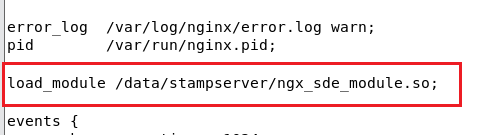 error_log  /var/log/nginx/error.log warn;
pid        /var/run/nginx.pid;
load_module /data/stampserver/ngx_sde_module.so;
events {